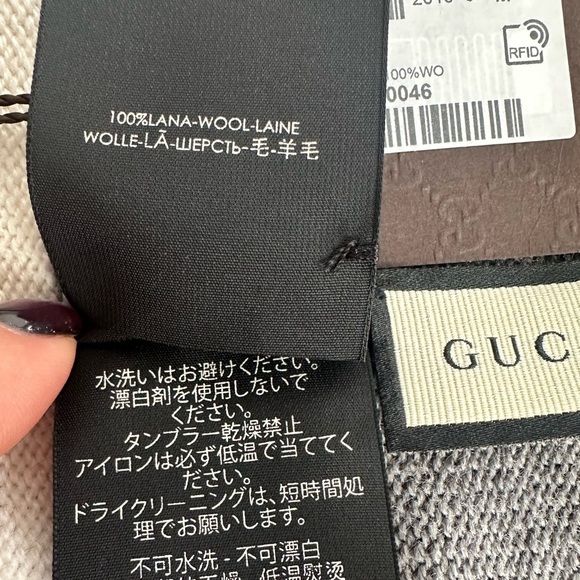 RFID
100%WO
0046
100%LANA-WOOL-LAINE
WOLLE-LÃ-ШЕРСТЬ-毛-羊毛
GUC
水洗いはお避けください。
漂白剤を使用しないで
ください。
タンブラー乾燥禁止
アイロンは必ず低温で当ててく
ださい。
ドライクリーニングは、短時間処
理でお願いします。
不可水洗 - 不可漂白
低温熨烫